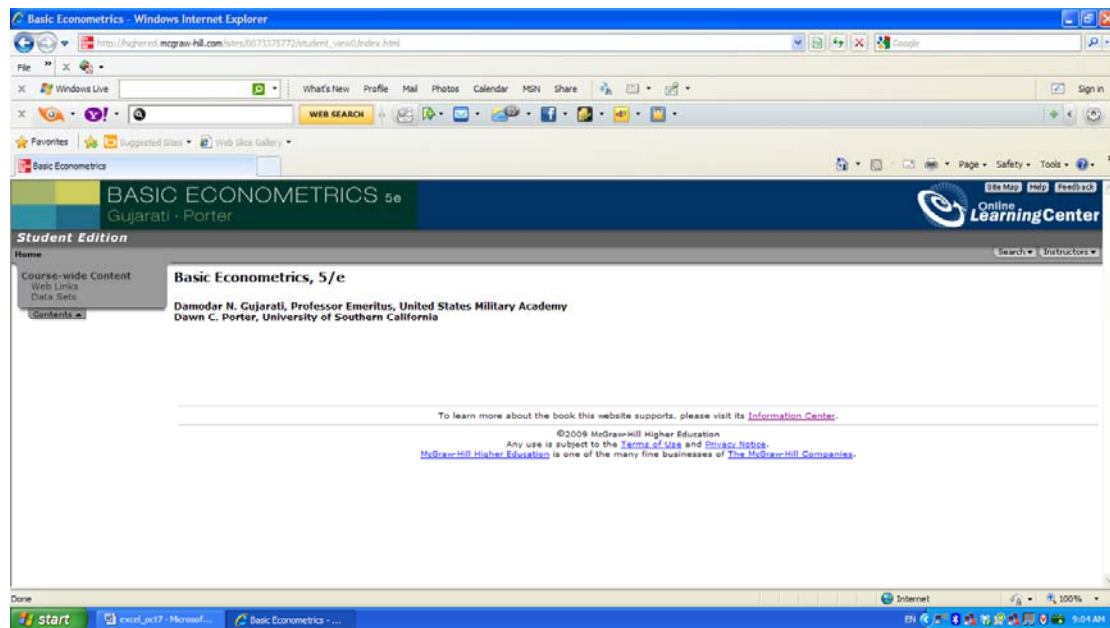 Basic Econometrics - Windows Internet Explorer
http://highered.mcgraw-hill.com/sites/0073375772/student_view0/index.html
Google
File
Windows Live
What's New Profile Mail Photos Calendar MSN Share
Sign in
WEB SEARCH
Favorites Suggested Sites Web Slice Gallery
Basic Econometrics
Page Safety Tools
BASIC ECONOMETRICS 5e
Gujarati · Porter
Site Map Help Feedback
Online
LearningCenter
Student Edition
Home
Search Instructors
Course-wide Content
Web Links
Data Sets
Contents
Basic Econometrics, 5/e
Damodar N. Gujarati, Professor Emeritus, United States Military Academy
Dawn C. Porter, University of Southern California
To learn more about the book this website supports, please visit its Information Center.
©2009 McGraw-Hill Higher Education
Any use is subject to the Terms of Use and Privacy Notice.
McGraw-Hill Higher Education is one of the many fine businesses of The McGraw-Hill Companies.
Done
Internet
100%
start
excel_oct7 - Microsof...
Basic Econometrics - ...
EN
9:04 AM